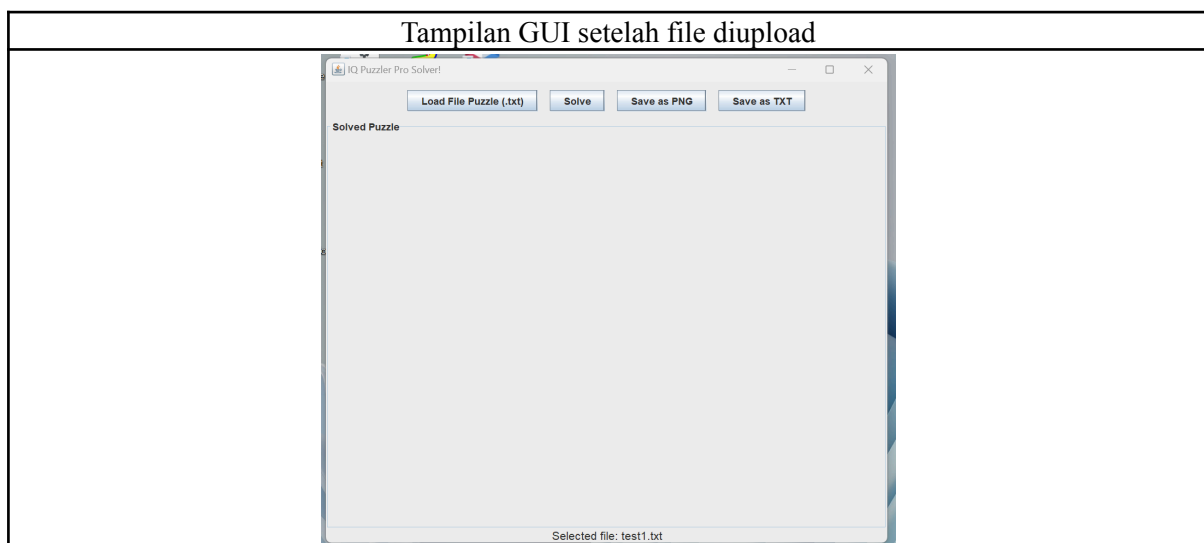 Tampilan GUI setelah file diupload
IQ Puzzler Pro Solver!
Load File Puzzle (.txt) Solve Save as PNG Save as TXT
Solved Puzzle
Selected file: test1.txt